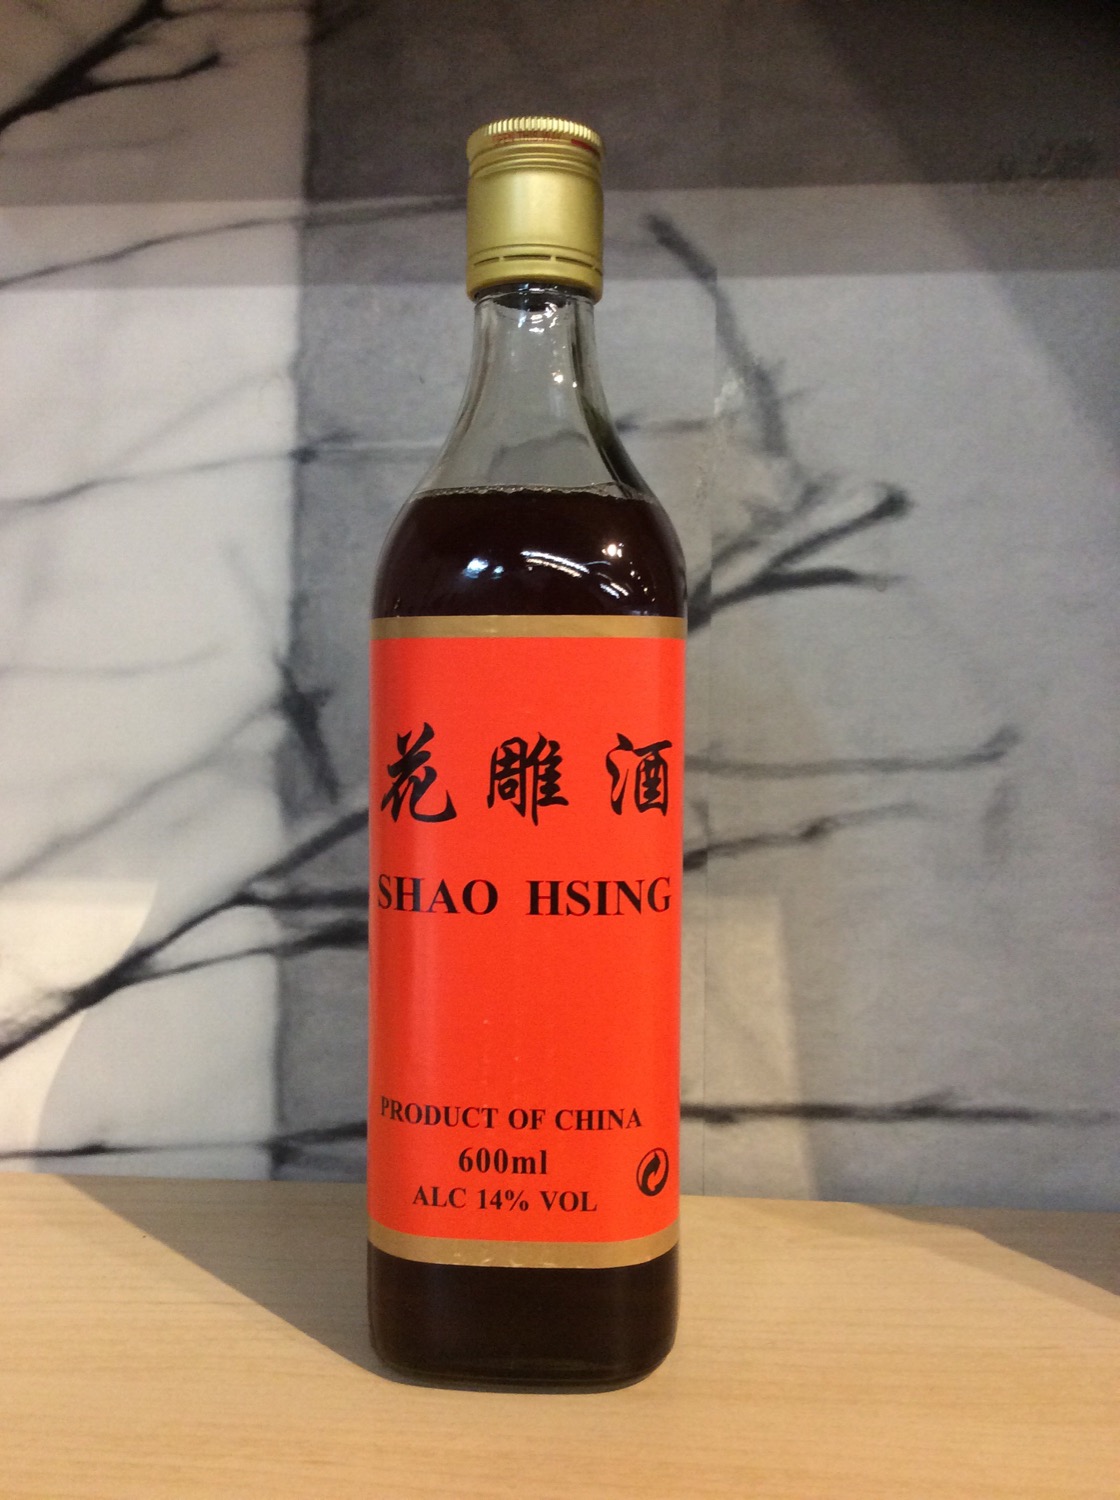 花雕酒
SHAO HSING
PRODUCT OF CHINA
600ml
ALC 14% VOL